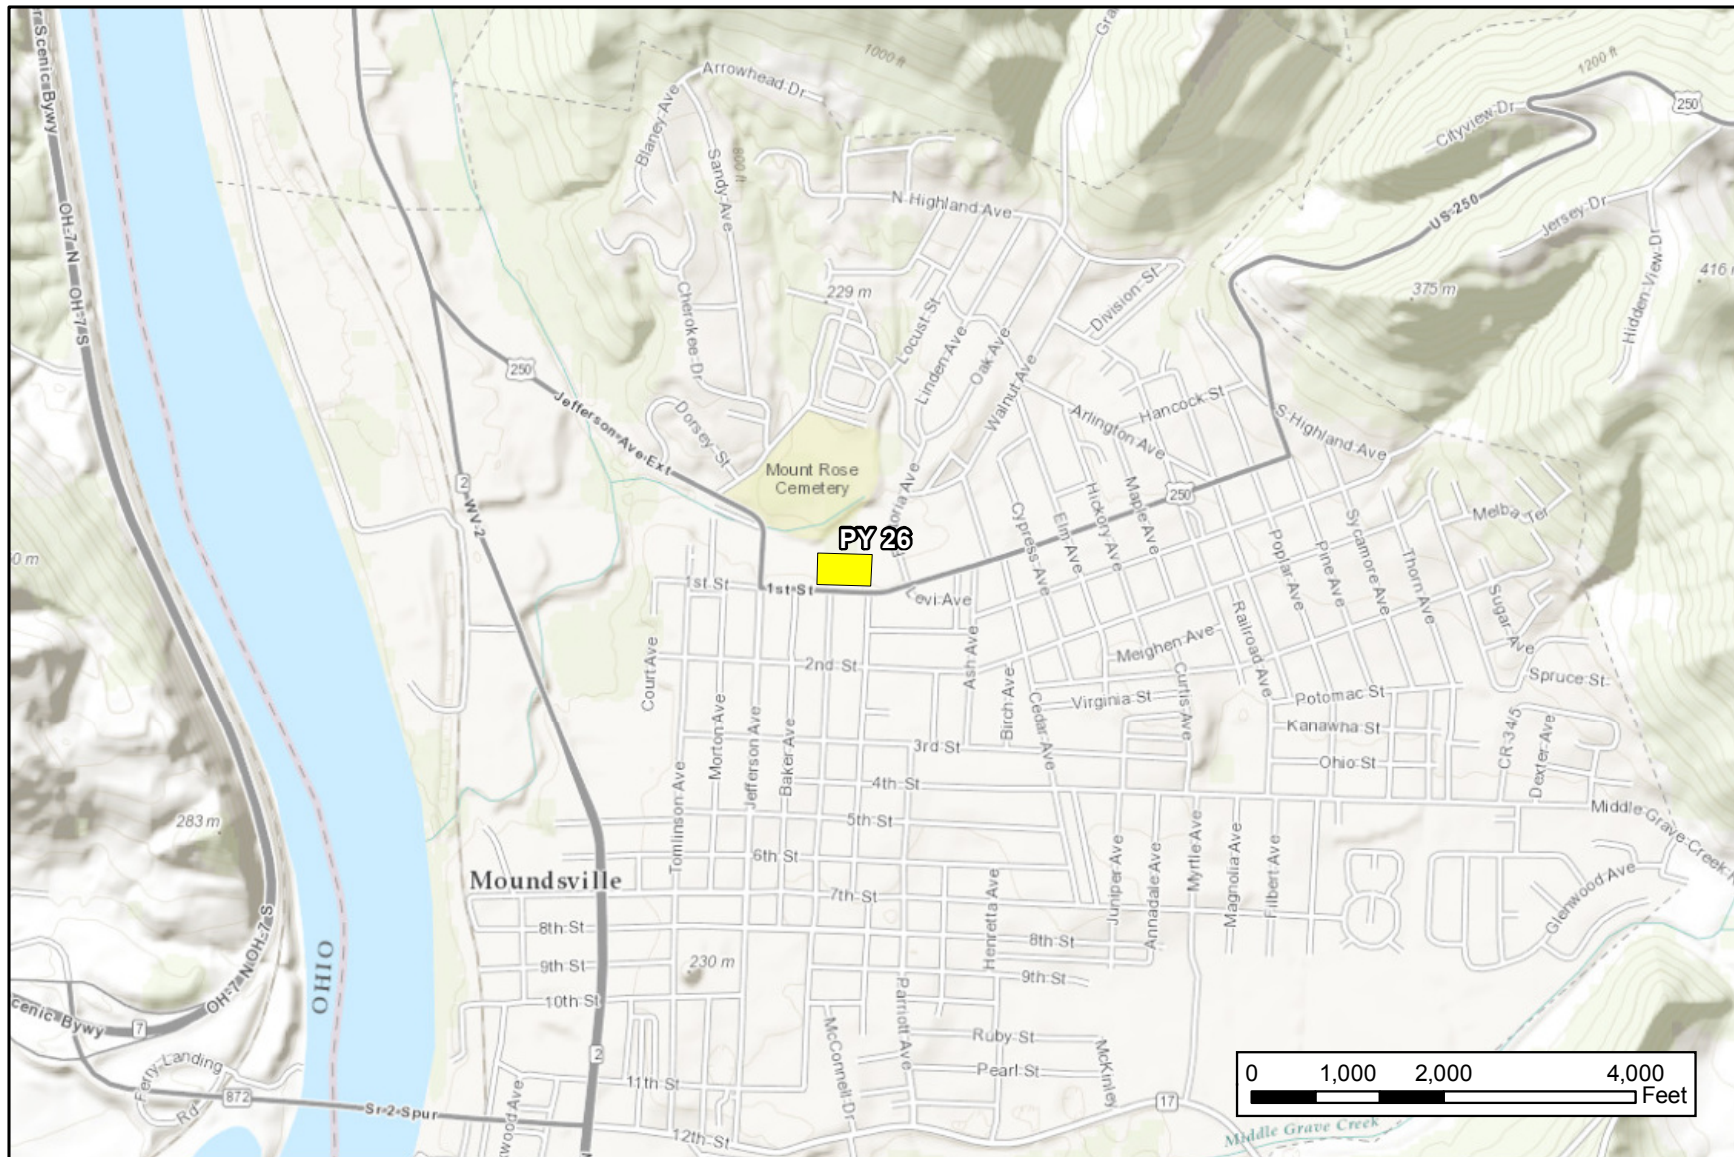 r Scenic Bywy
OH-7 N
OH-7 S
Arrowhead Dr
1000 ft
1200 ft
250
Cityview Dr
Blaney Ave
Sandy Ave
800 ft
N Highland Ave
US-250
Jersey Dr
Hidden View Dr
416
375 m
229 m
Division St
Cherokee Dr
Locust St
Linden Ave
Oak Ave
Walnut Ave
250
Jefferson Ave Ext
Dorsey St
Hancock St
Arlington Ave
S Highland Ave
Mount Rose
Cemetery
2
WV-2
250
Cypress Ave
Elm Ave
Hickory Ave
Maple Ave
Melba Ter
Poplar Ave
Pine Ave
Sycamore Ave
Thorn Ave
Sugar Ave
0 m
PY 26
1st St
1st St
Levi Ave
Court Ave
2nd St
Ash Ave
Birch Ave
Cedar Ave
Meighen Ave
Railroad Ave
Curtis Ave
Virginia St
Potomac St
Spruce St
Kanawha St
Ohio St
CR 34/5
Dexter Ave
Morton Ave
Jefferson Ave
Baker Ave
Tomlinson Ave
3rd St
4th St
5th St
6th St
7th St
Middle Grave Creek
283 m
Moundsville
Juniper Ave
Annadale Ave
Myrtle Ave
Magnolia Ave
Filbert Ave
Glenwood Ave
Henretta Ave
8th St
8th St
9th St
9th St
230 m
10th St
OHIO
OH-7 N
OH-7 S
cenic Bywy
7
Ferry Landing
Rd
872
Sr 2 Spur
2
11th St
12th St
McConnell Dr
Parriott Ave
Ruby St
Pearl St
McKinley
17
Middle Grave Creek
0 1,000 2,000 4,000
Feet